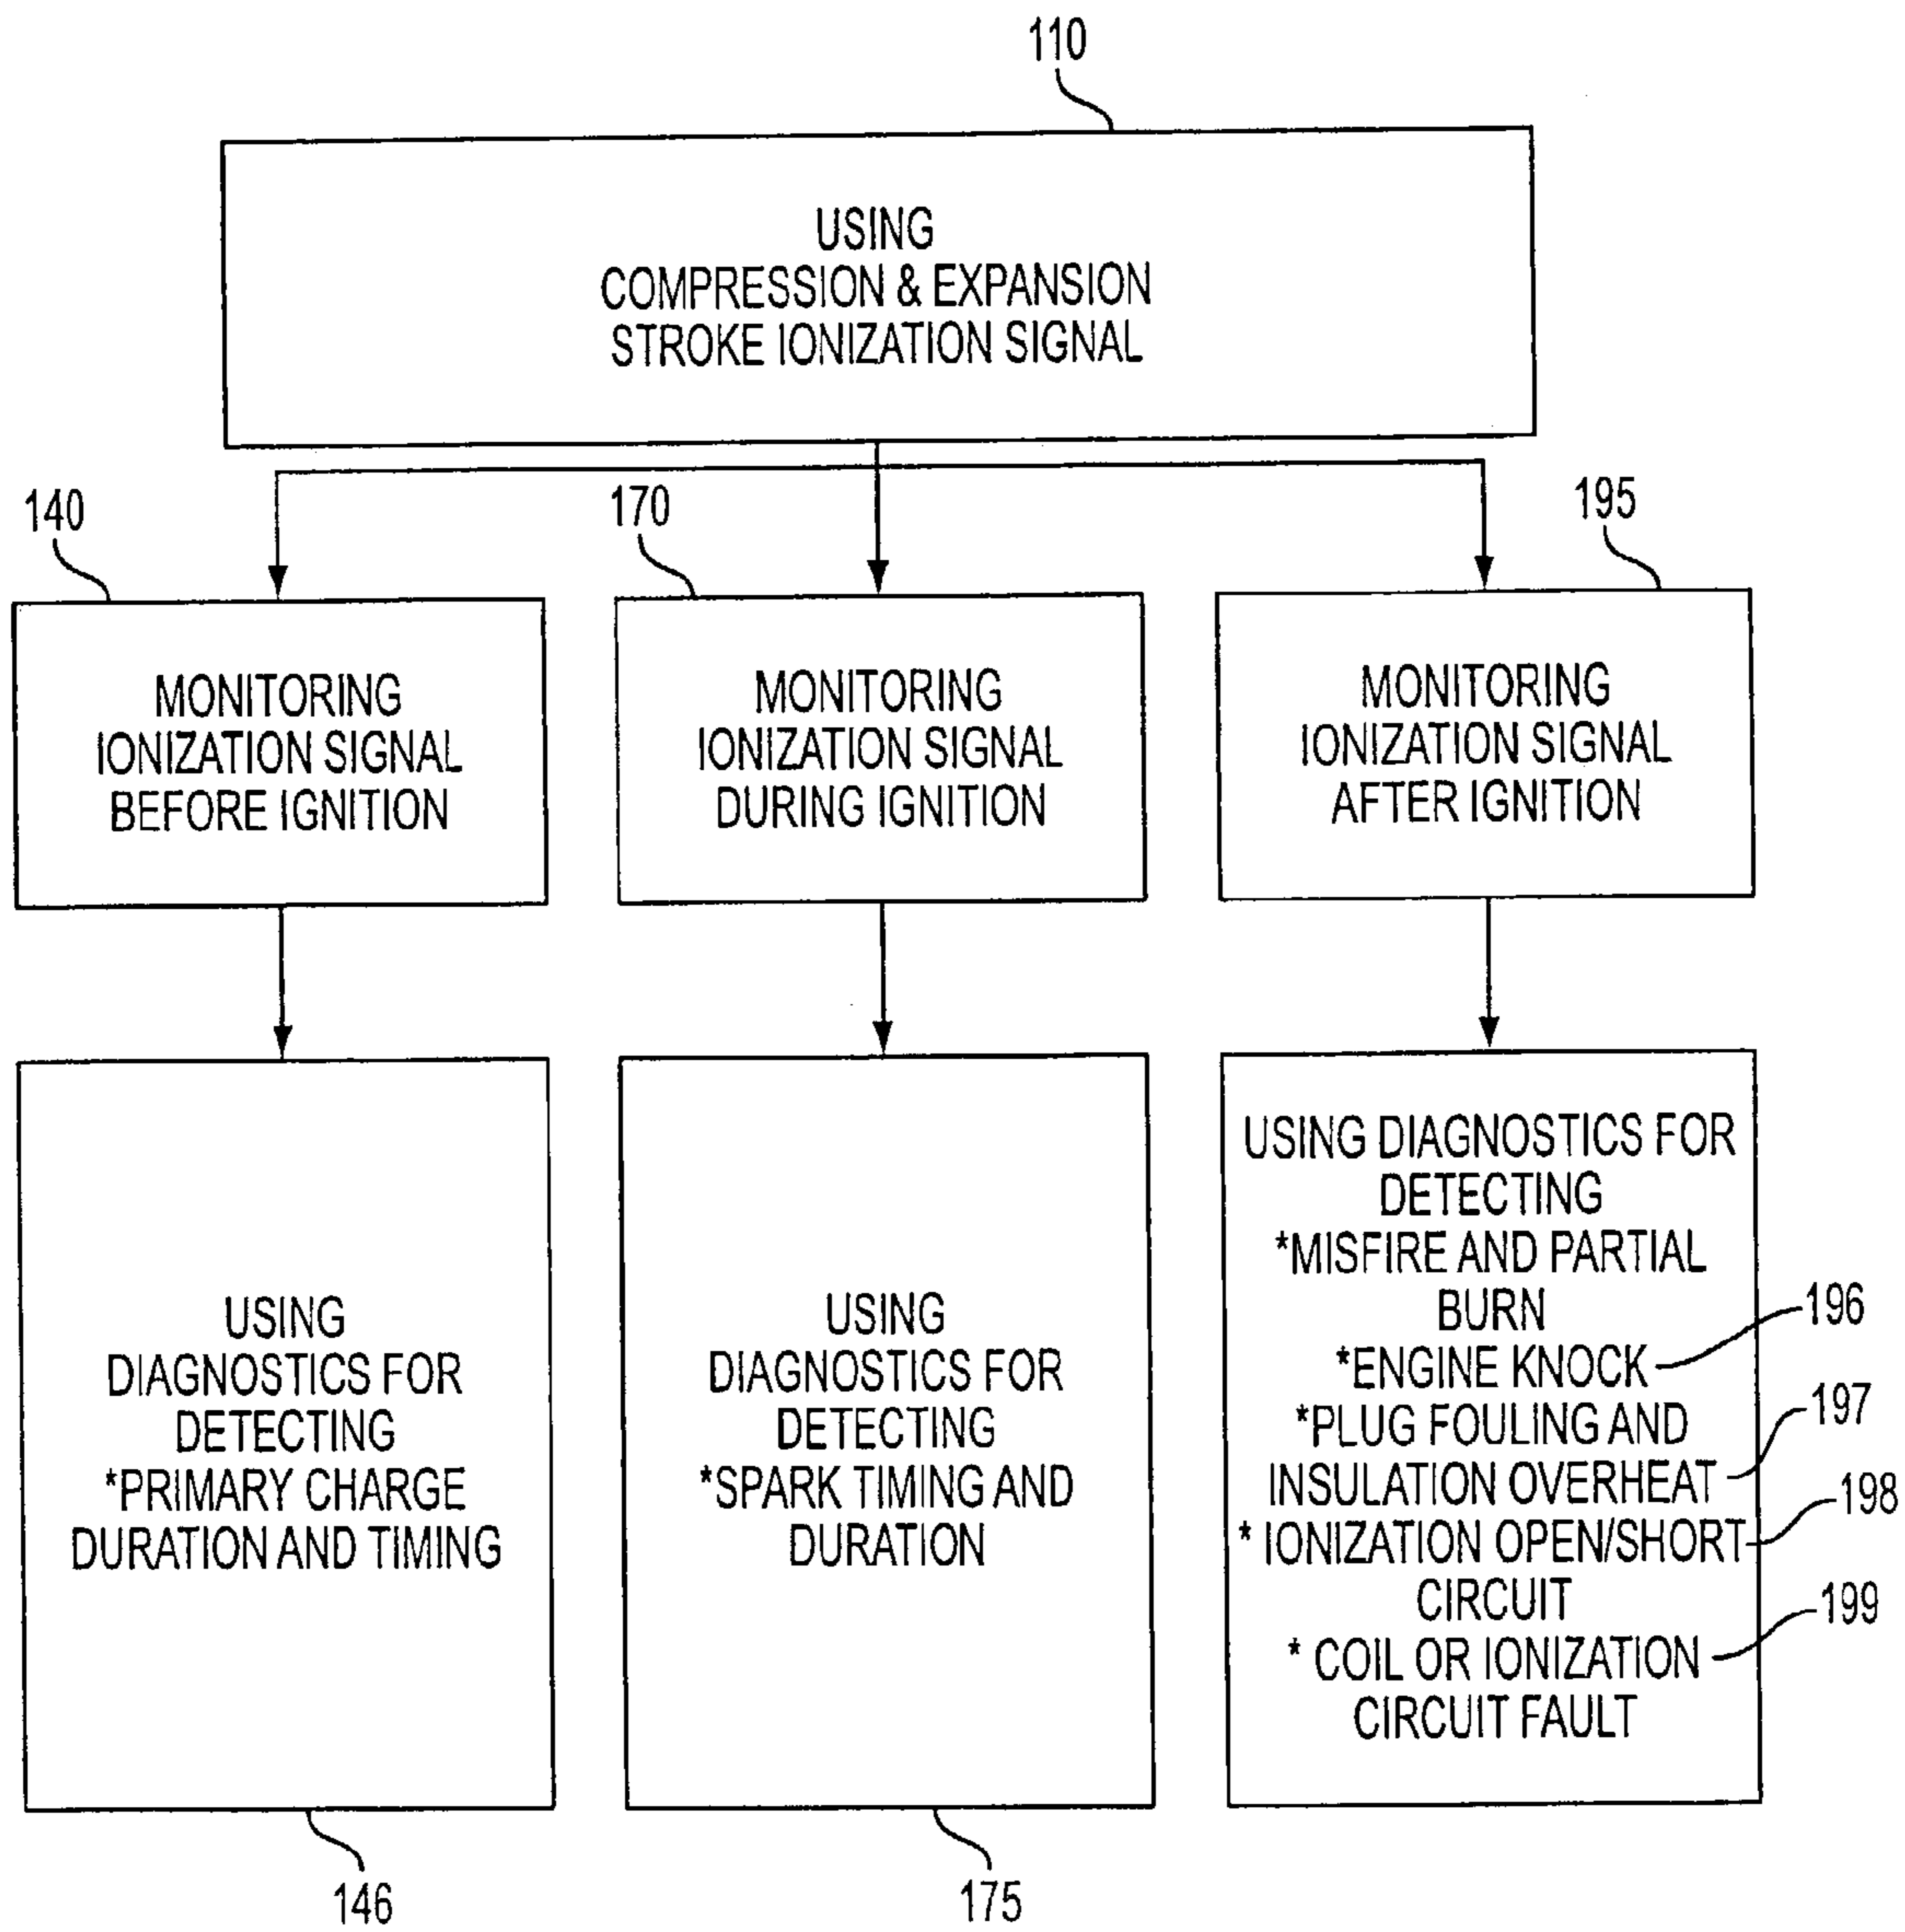 110
USING
COMPRESSION & EXPANSION
STROKE IONIZATION SIGNAL
140
170
195
MONITORING
IONIZATION SIGNAL
BEFORE IGNITION
MONITORING
IONIZATION SIGNAL
DURING IGNITION
MONITORING
IONIZATION SIGNAL
AFTER IGNITION
USING
DIAGNOSTICS FOR
DETECTING
*PRIMARY CHARGE
DURATION AND TIMING
USING
DIAGNOSTICS FOR
DETECTING
*SPARK TIMING AND
DURATION
USING DIAGNOSTICS FOR
DETECTING
*MISFIRE AND PARTIAL
BURN
*ENGINE KNOCK
196
*PLUG FOULING AND
INSULATION OVERHEAT
197
* IONIZATION OPEN/SHORT
CIRCUIT
198
* COIL OR IONIZATION
CIRCUIT FAULT
199
146
175